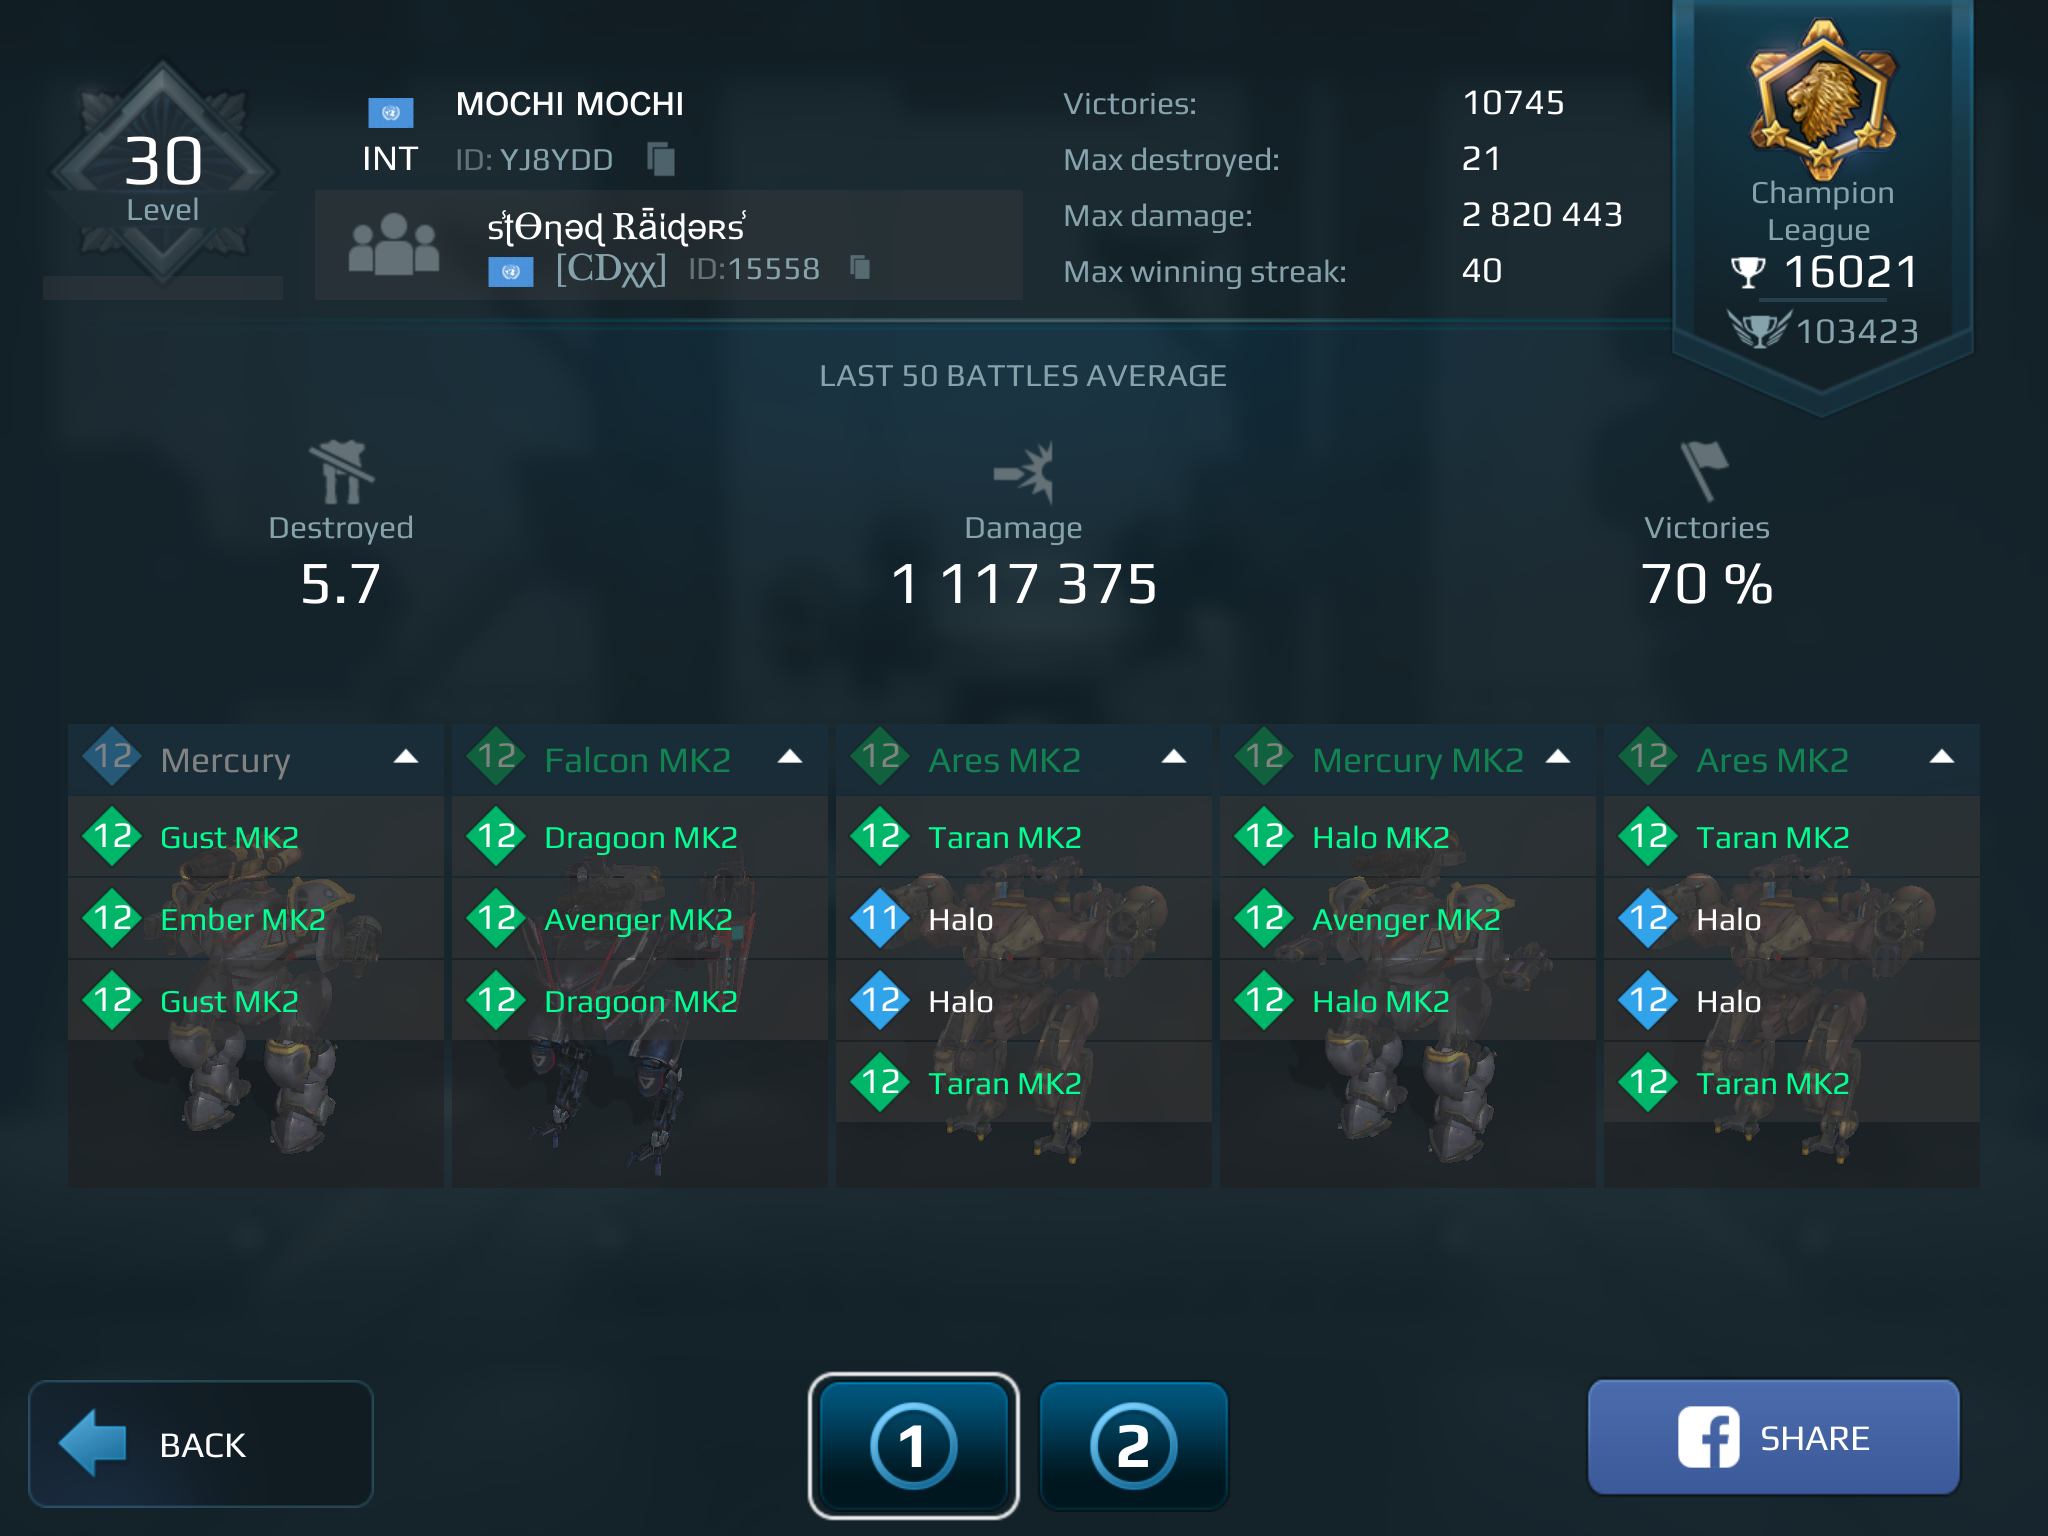 30
Level
INT
MOCHI MOCHI
ID: YJ8YDD
[CDχχ] ID:15558
Victories: 10745
Max destroyed: 21
Max damage: 2 820 443
Max winning streak: 40
Champion
League
16021
103423
LAST 50 BATTLES AVERAGE
Destroyed
5.7
Damage
1 117 375
Victories
70 %
12 Mercury
12 Gust MK2
12 Ember MK2
12 Gust MK2
12 Falcon MK2
12 Dragoon MK2
12 Avenger MK2
12 Dragoon MK2
12 Ares MK2
12 Taran MK2
11 Halo
12 Halo
12 Taran MK2
12 Mercury MK2
12 Halo MK2
12 Avenger MK2
12 Halo MK2
12 Ares MK2
12 Taran MK2
12 Halo
12 Halo
12 Taran MK2
BACK
1
2
SHARE